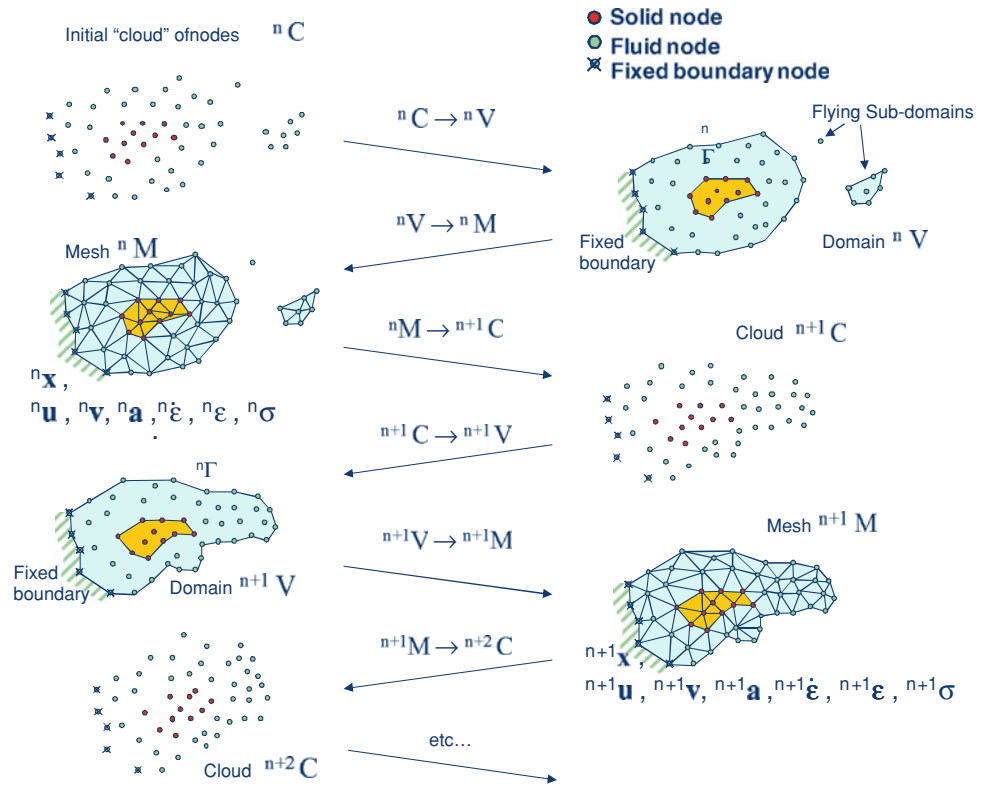 Initial “cloud” ofnodes ⁿC
Solid node
Fluid node
Fixed boundary node
ⁿC → ⁿV
Flying Sub-domains
n
Γ
Fixed
boundary
Domain ⁿV
ⁿV → ⁿM
Mesh ⁿM
ⁿx ,
ⁿu , ⁿv, ⁿa ,ⁿε̇ , ⁿε , ⁿσ
.
ⁿM → ⁿ⁺¹C
Cloud ⁿ⁺¹C
ⁿ⁺¹C → ⁿ⁺¹V
ⁿΓ
Fixed
boundary
Domain ⁿ⁺¹V
ⁿ⁺¹V → ⁿ⁺¹M
Mesh ⁿ⁺¹M
ⁿ⁺¹x ,
ⁿ⁺¹u , ⁿ⁺¹v, ⁿ⁺¹a ,ⁿ⁺¹ε̇ , ⁿ⁺¹ε , ⁿ⁺¹σ
ⁿ⁺¹M → ⁿ⁺²C
Cloud ⁿ⁺²C
etc…